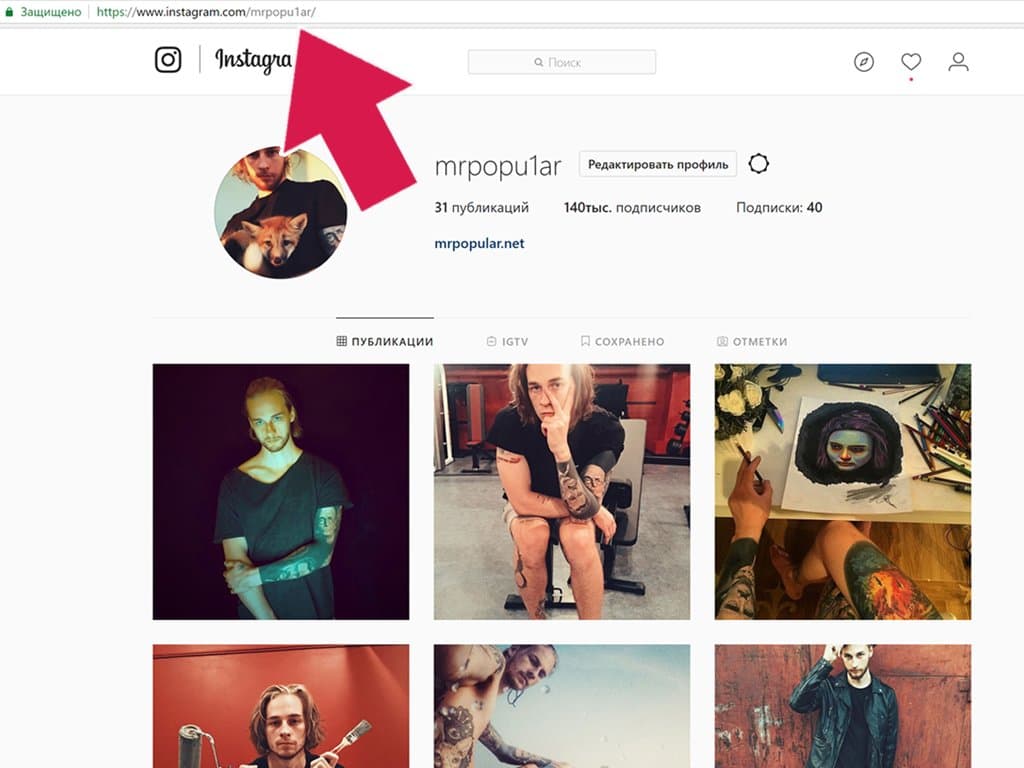 Защищено https://www.instagram.com/mrpopu1ar/
Instagra
Поиск
mrpopu1ar Редактировать профиль
31 публикаций 140тыс. подписчиков Подписки: 40
mrpopular.net
ПУБЛИКАЦИИ IGTV СОХРАНЕНО ОТМЕТКИ